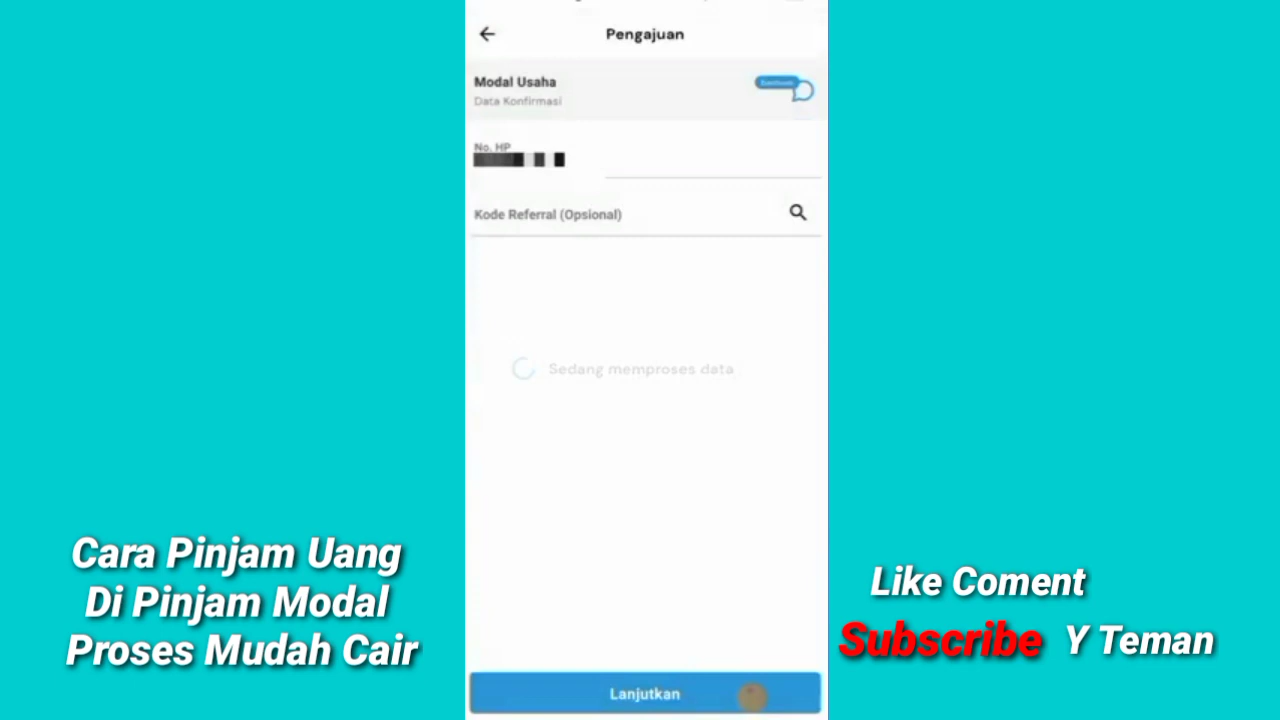 Pengajuan
Modal Usaha
Data Konfirmasi
No. HP
Kode Referral (Opsional)
Sedang memproses data
Lanjutkan
Cara Pinjam Uang
Di Pinjam Modal
Proses Mudah Cair
Like Coment
Subscribe Y Teman